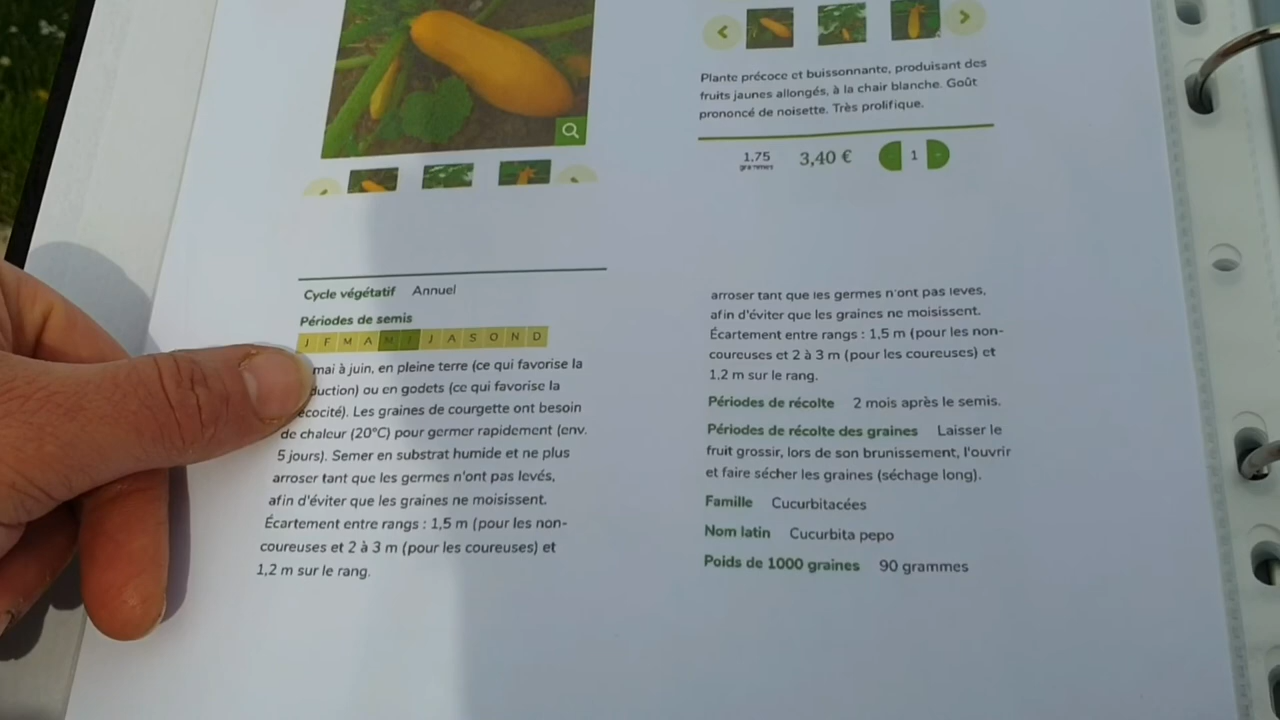 Cycle végétatif Annuel
Périodes de semis
J F M A M J J A S O N D
mai à juin, en pleine terre (ce qui favorise la
duction) ou en godets (ce qui favorise la
écocité). Les graines de courgette ont besoin
de chaleur (20°C) pour germer rapidement (env.
5 jours). Semer en substrat humide et ne plus
arroser tant que les germes n'ont pas levés,
afin d'éviter que les graines ne moisissent.
Écartement entre rangs : 1,5 m (pour les non-
coureuses et 2 à 3 m (pour les coureuses) et
1,2 m sur le rang.
Plante précoce et buissonnante, produisant des
fruits jaunes allongés, à la chair blanche. Goût
prononcé de noisette. Très prolifique.
1,75 3,40 € 1
grammes
arroser tant que les germes n'ont pas levés,
afin d'éviter que les graines ne moisissent.
Écartement entre rangs : 1,5 m (pour les non-
coureuses et 2 à 3 m (pour les coureuses) et
1,2 m sur le rang.
Périodes de récolte 2 mois après le semis.
Périodes de récolte des graines Laisser le
fruit grossir, lors de son brunissement, l'ouvrir
et faire sécher les graines (séchage long).
Famille Cucurbitacées
Nom latin Cucurbita pepo
Poids de 1000 graines 90 grammes